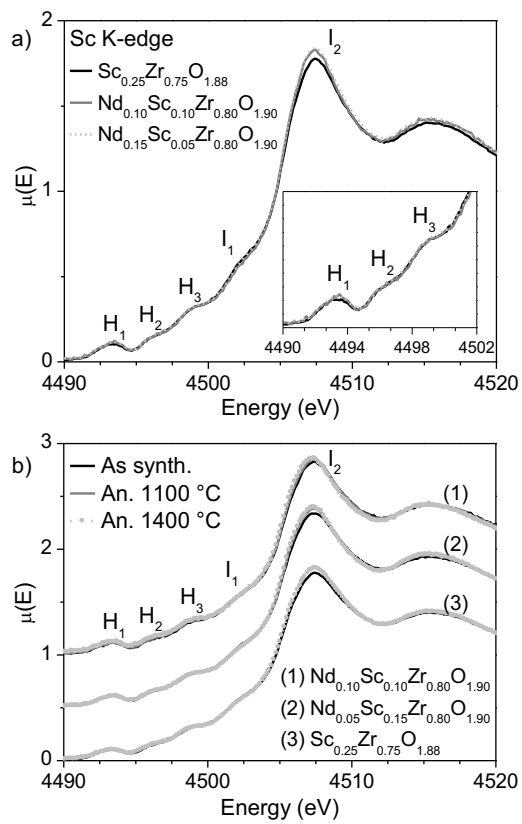 a)
Sc K-edge
Sc0.25Zr0.75O1.88
Nd0.10Sc0.10Zr0.80O1.90
Nd0.15Sc0.05Zr0.80O1.90
I2
I1
H1
H2
H3
H1
H2
H3
4490 4494 4498 4502
2
1
0
μ(E)
4490 4500 4510 4520
Energy (eV)
b)
As synth.
An. 1100 °C
An. 1400 °C
I2
(1)
(2)
(3)
I1
H1
H2
H3
(1) Nd0.10Sc0.10Zr0.80O1.90
(2) Nd0.05Sc0.15Zr0.80O1.90
(3) Sc0.25Zr0.75O1.88
3
2
1
0
μ(E)
4490 4500 4510 4520
Energy (eV)